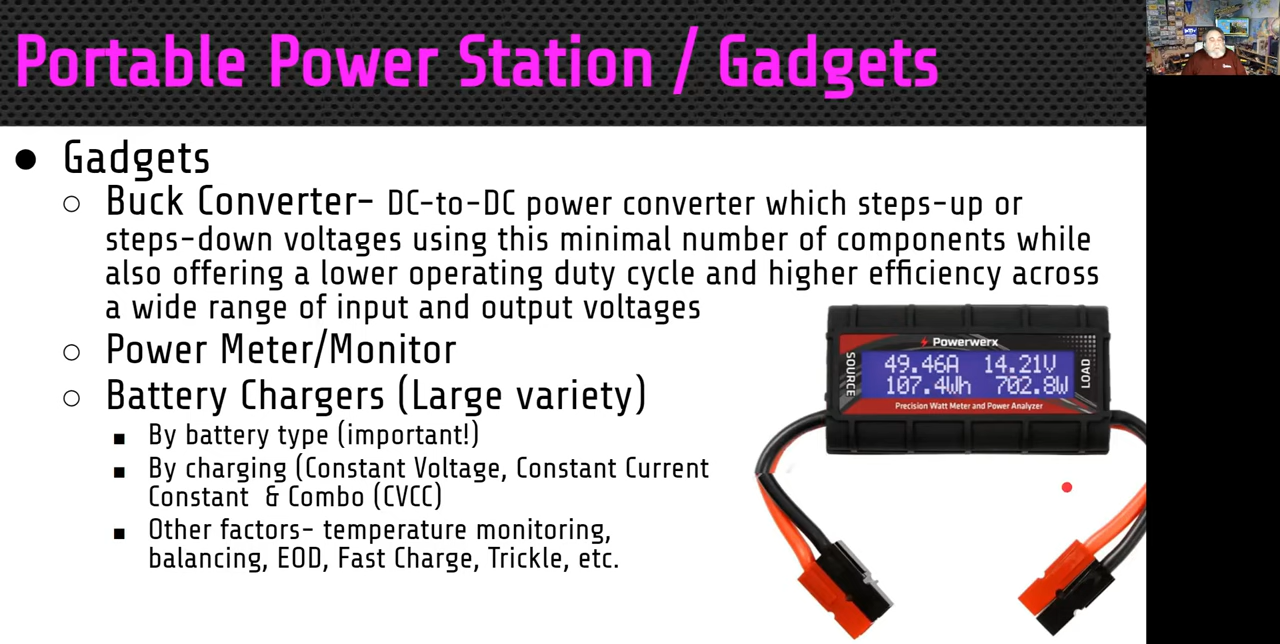 Portable Power Station / Gadgets
Gadgets
Buck Converter- DC-to-DC power converter which steps-up or
steps-down voltages using this minimal number of components while
also offering a lower operating duty cycle and higher efficiency across
a wide range of input and output voltages
Power Meter/Monitor
Battery Chargers (Large variety)
By battery type (important!)
By charging (Constant Voltage, Constant Current
Constant & Combo (CVCC)
Other factors- temperature monitoring,
balancing, EOD, Fast Charge, Trickle, etc.
Powerwerx
SOURCE
49.46A 14.21V
107.4Wh 702.8W
LOAD
Precision Watt Meter and Power Analyzer